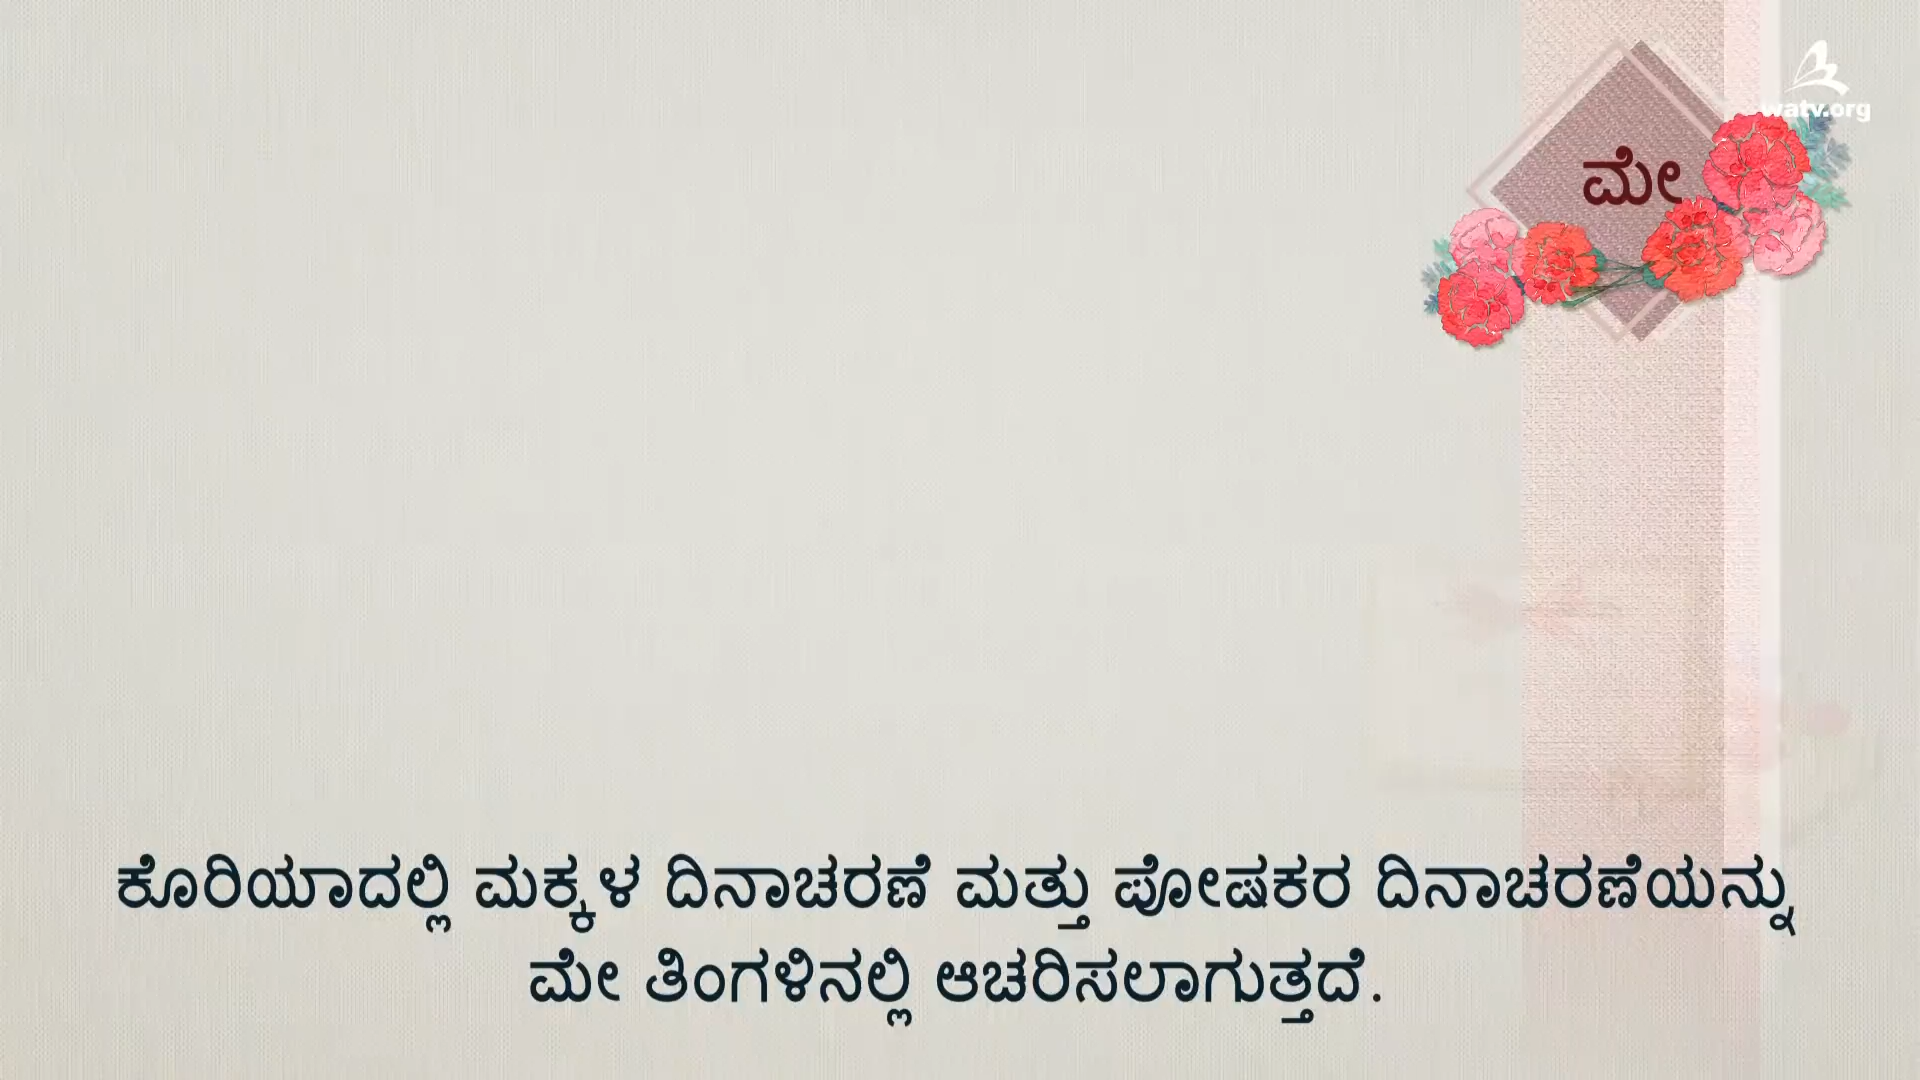 watv.org
ಮೇ
ಕೊರಿಯಾದಲ್ಲಿ ಮಕ್ಕಳ ದಿನಾಚರಣೆ ಮತ್ತು ಪೋಷಕರ ದಿನಾಚರಣೆಯನ್ನು
ಮೇ ತಿಂಗಳಿನಲ್ಲಿ ಆಚರಿಸಲಾಗುತ್ತದೆ.